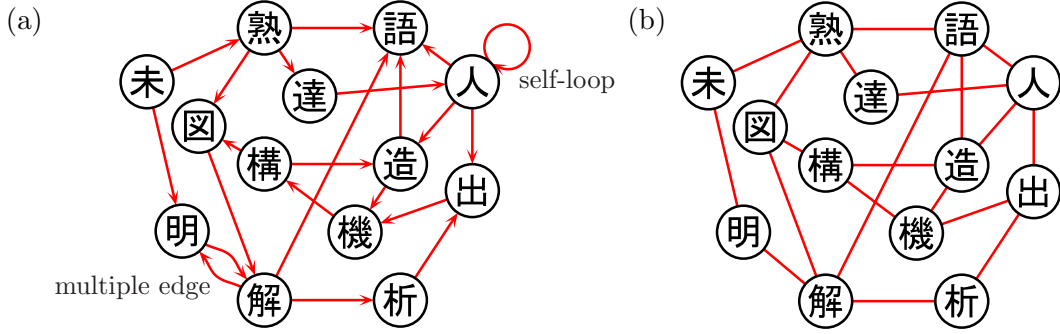 (a)
熟
語
未
達
人
self-loop
図
構
造
出
明
機
multiple edge
解
析
(b)
熟
語
未
達
人
図
構
造
出
明
機
解
析